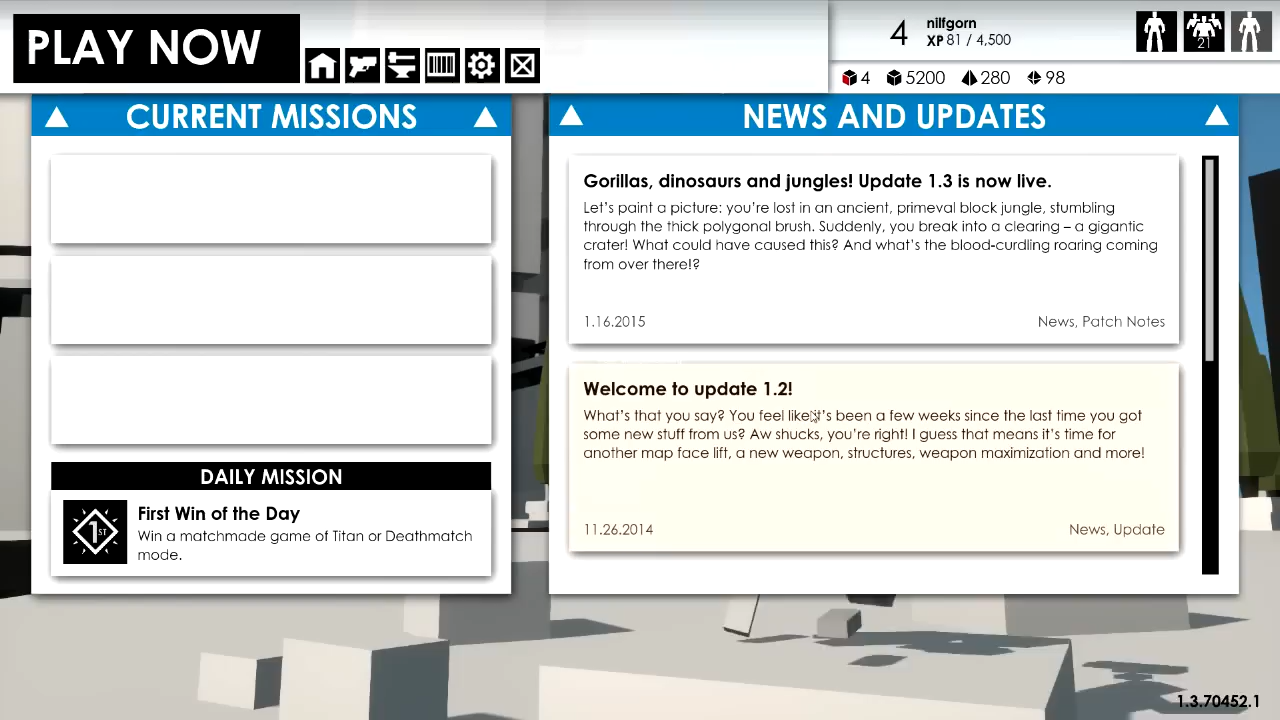 PLAY NOW
4
nilfgorn
XP 81 / 4,500
21
4
5200
280
98
CURRENT MISSIONS
DAILY MISSION
1ST
First Win of the Day
Win a matchmade game of Titan or Deathmatch
mode.
NEWS AND UPDATES
Gorillas, dinosaurs and jungles! Update 1.3 is now live.
Let's paint a picture: you're lost in an ancient, primeval block jungle, stumbling
through the thick polygonal brush. Suddenly, you break into a clearing – a gigantic
crater! What could have caused this? And what's the blood-curdling roaring coming
from over there!?
1.16.2015
News, Patch Notes
Welcome to update 1.2!
What's that you say? You feel like it's been a few weeks since the last time you got
some new stuff from us? Aw shucks, you're right! I guess that means it's time for
another map face lift, a new weapon, structures, weapon maximization and more!
11.26.2014
News, Update
1.3.70452.1